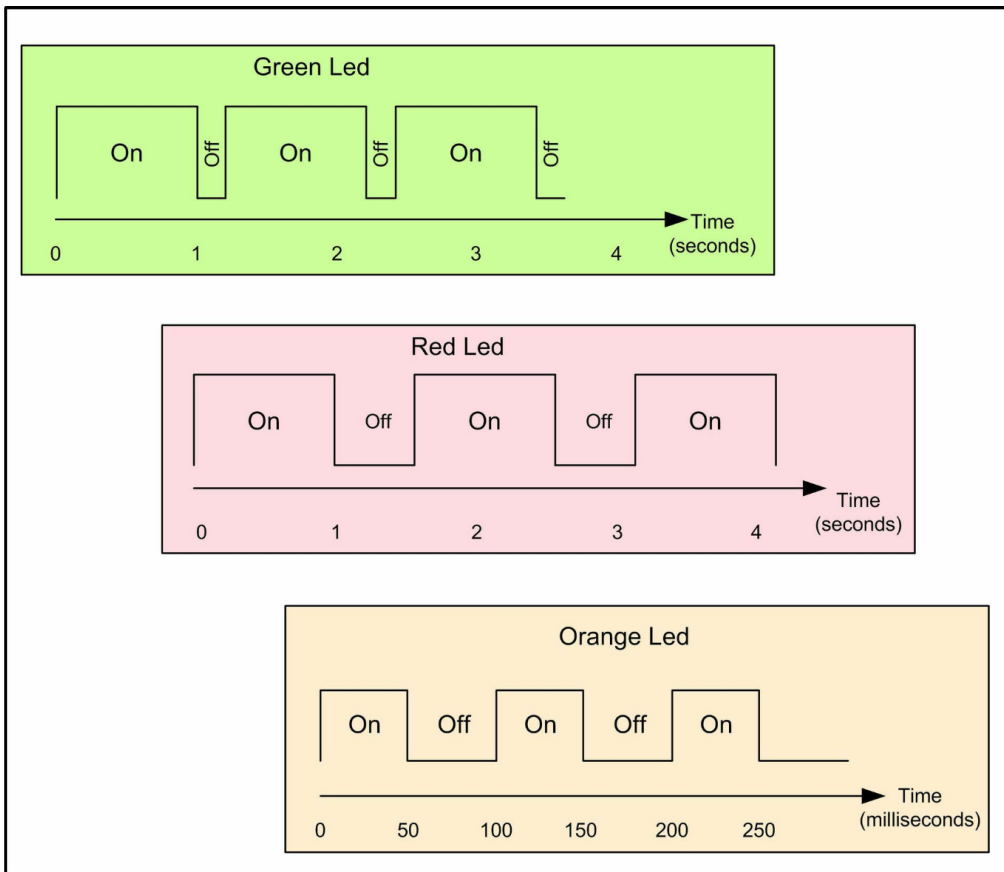 Green Led
On Off On Off On Off
Time
(seconds)
0 1 2 3 4
Red Led
On Off On Off On
Time
(seconds)
0 1 2 3 4
Orange Led
On Off On Off On
Time
(milliseconds)
0 50 100 150 200 250